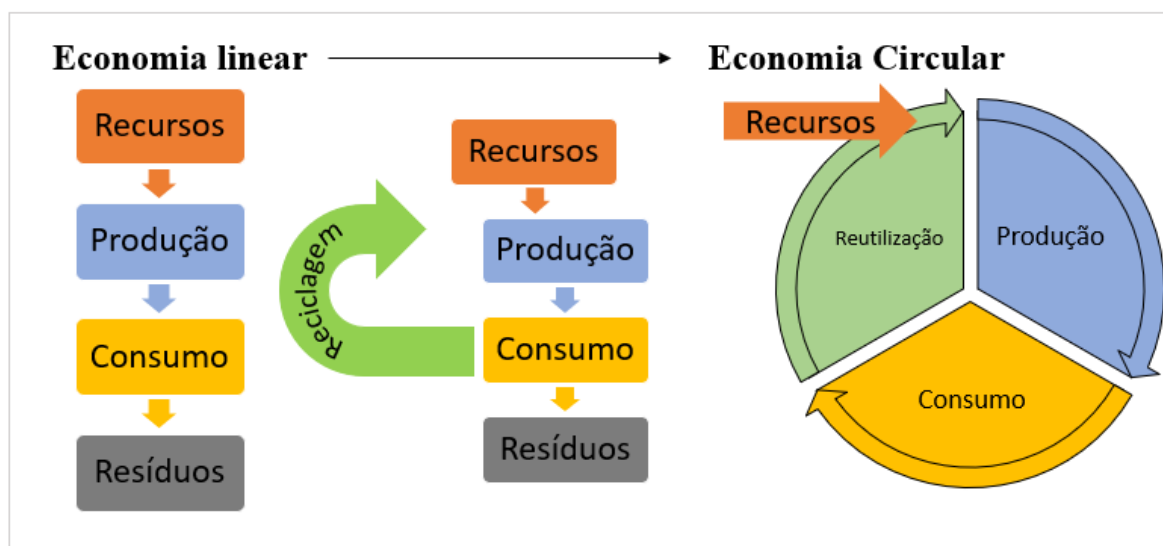 Economia linear
Recursos
Produção
Consumo
Resíduos
Reciclagem
Recursos
Produção
Consumo
Resíduos
Economia Circular
Recursos
Reutilização
Produção
Consumo